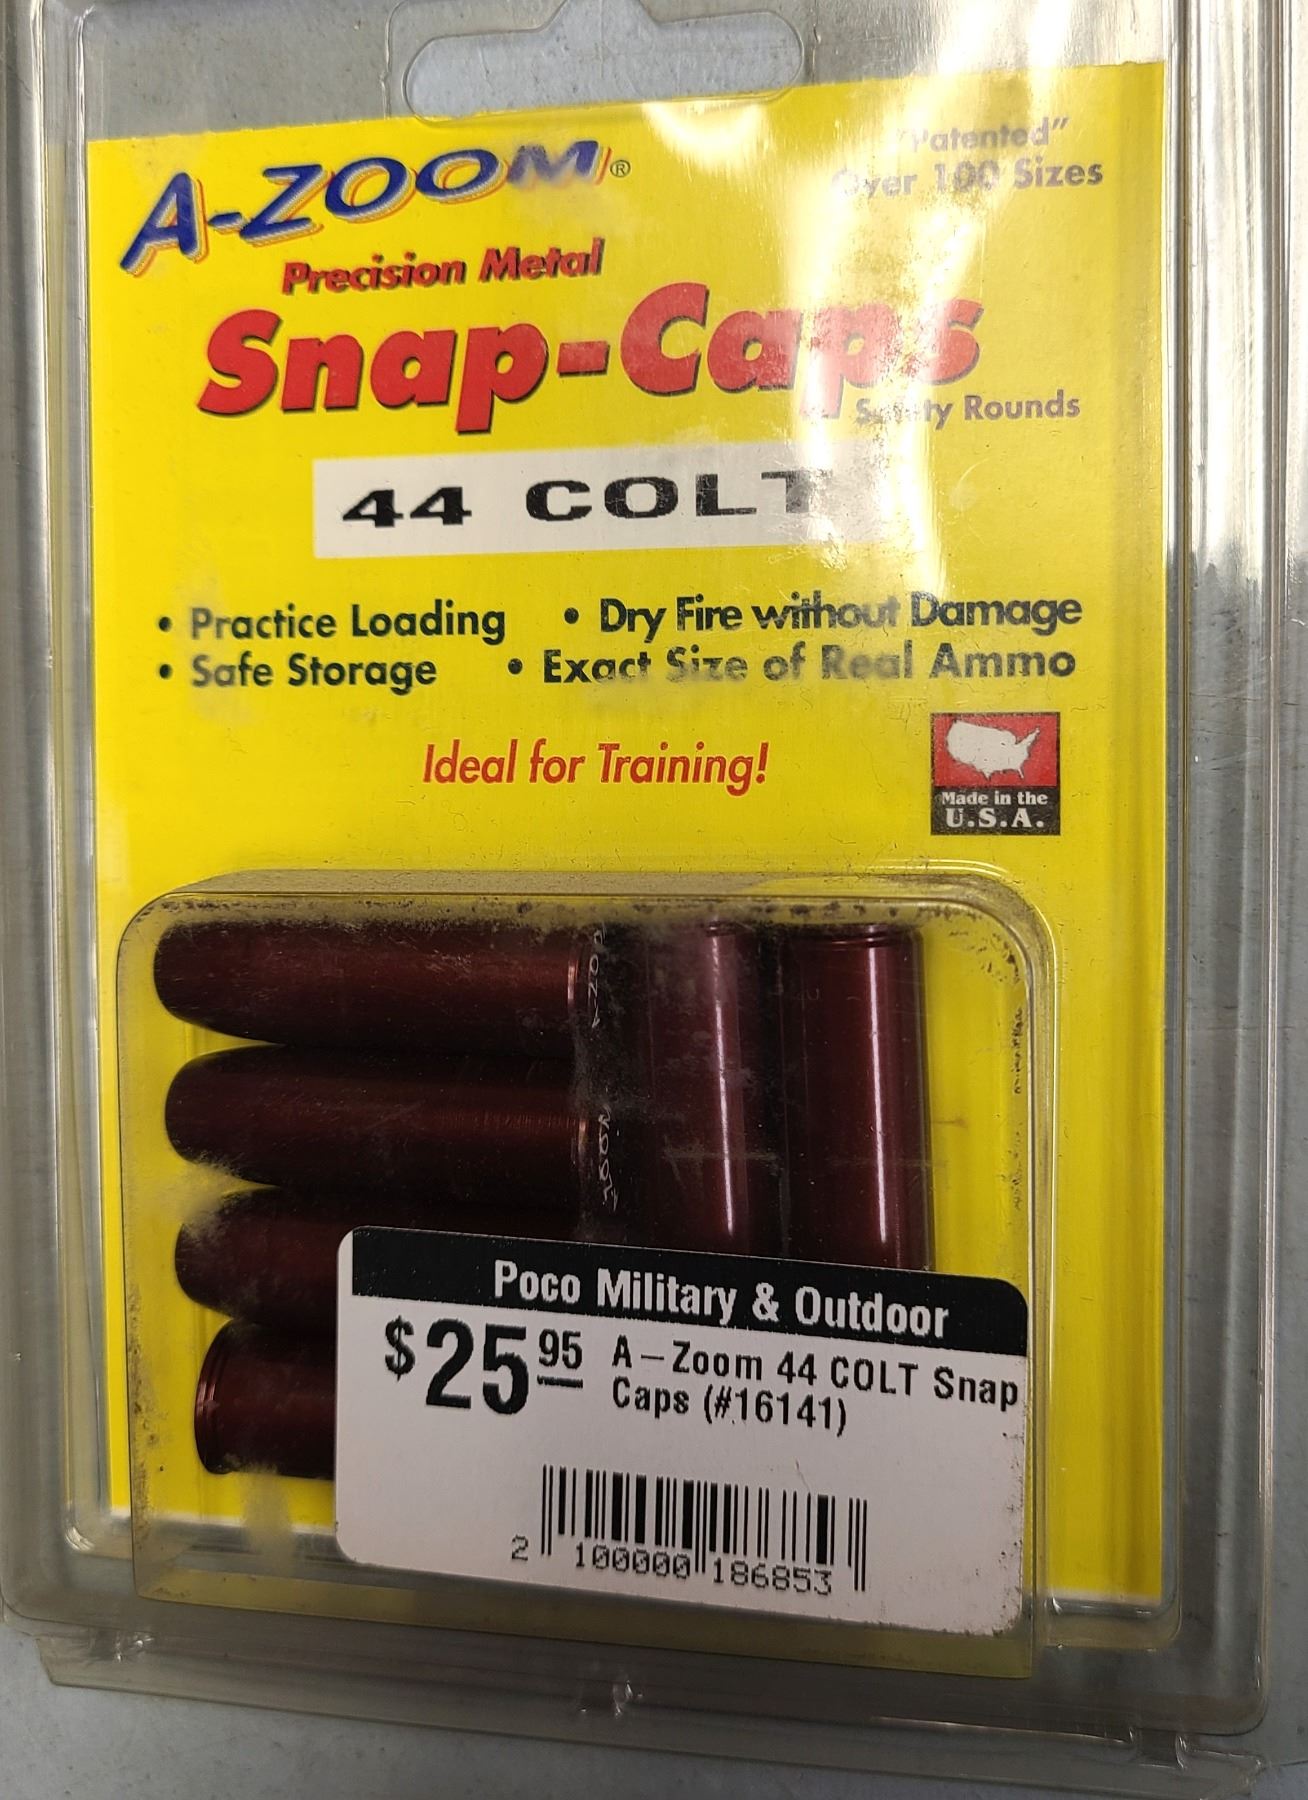 A-ZOOM®
"Patented"
Over 100 Sizes
Precision Metal
Snap-Caps
Safety Rounds
44 COLT
• Practice Loading • Dry Fire without Damage
• Safe Storage • Exact Size of Real Ammo
Ideal for Training!
Made in the
U.S.A.
ZOOM
Poco Military & Outdoor
$25 95 A-Zoom 44 COLT Snap
Caps (#16141)
2 100000 186853